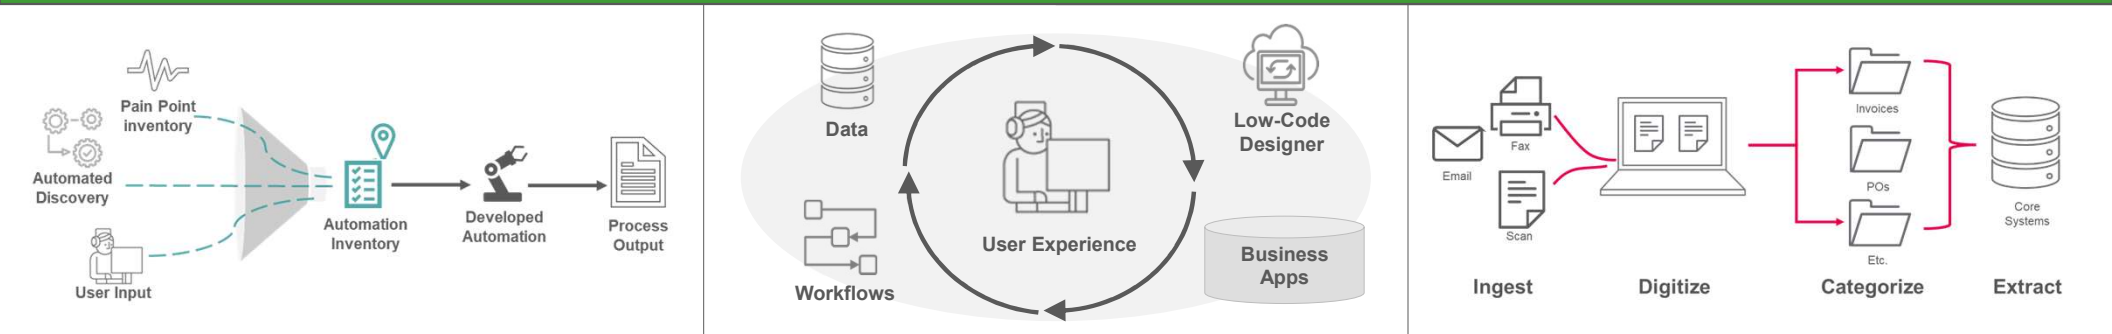 Pain Point
inventory
Automated
Discovery
User Input
Automation
Inventory
Developed
Automation
Process
Output
Data
Low-Code
Designer
User Experience
Workflows
Business
Apps
Email
Fax
Scan
Invoices
POs
Etc.
Core
Systems
Ingest
Digitize
Categorize
Extract